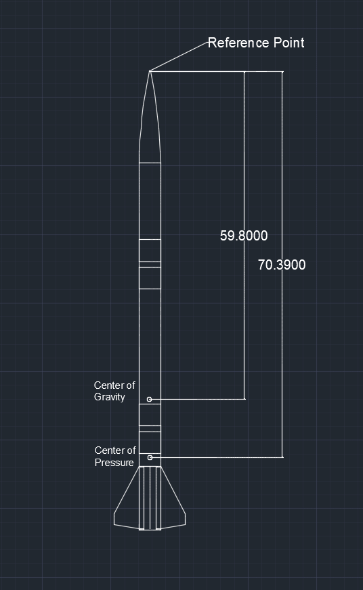 Reference Point
59.8000
70.3900
Center of
Gravity
Center of
Pressure